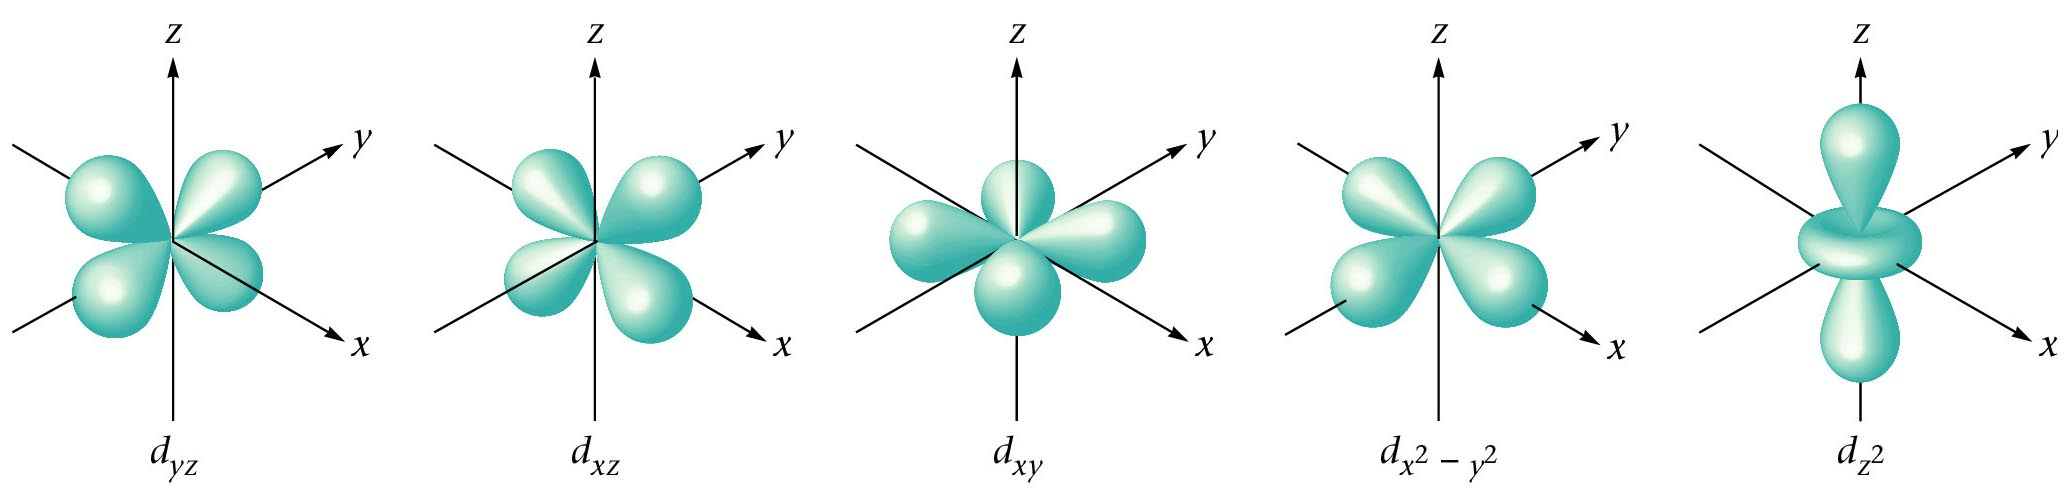 z z z z z
y y y y y
x x x x x
d_yz d_xz d_xy d_x² − y² d_z²